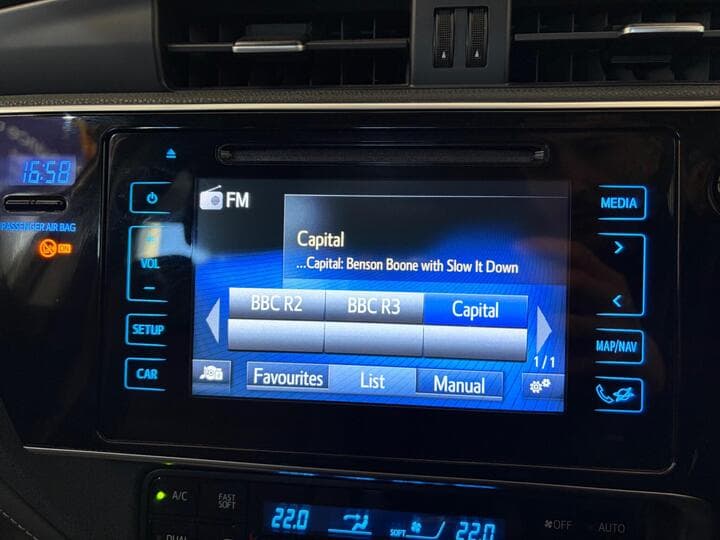 16:58
PASSENGER AIR BAG
ON
VOL
+
−
SETUP
CAR
FM
Capital
...Capital: Benson Boone with Slow It Down
BBC R2 BBC R3 Capital
1/1
Favourites List Manual
MEDIA
MAP/NAV
A/C
FAST
SOFT
DUAL
22.0
SOFT
22.0
OFF
AUTO